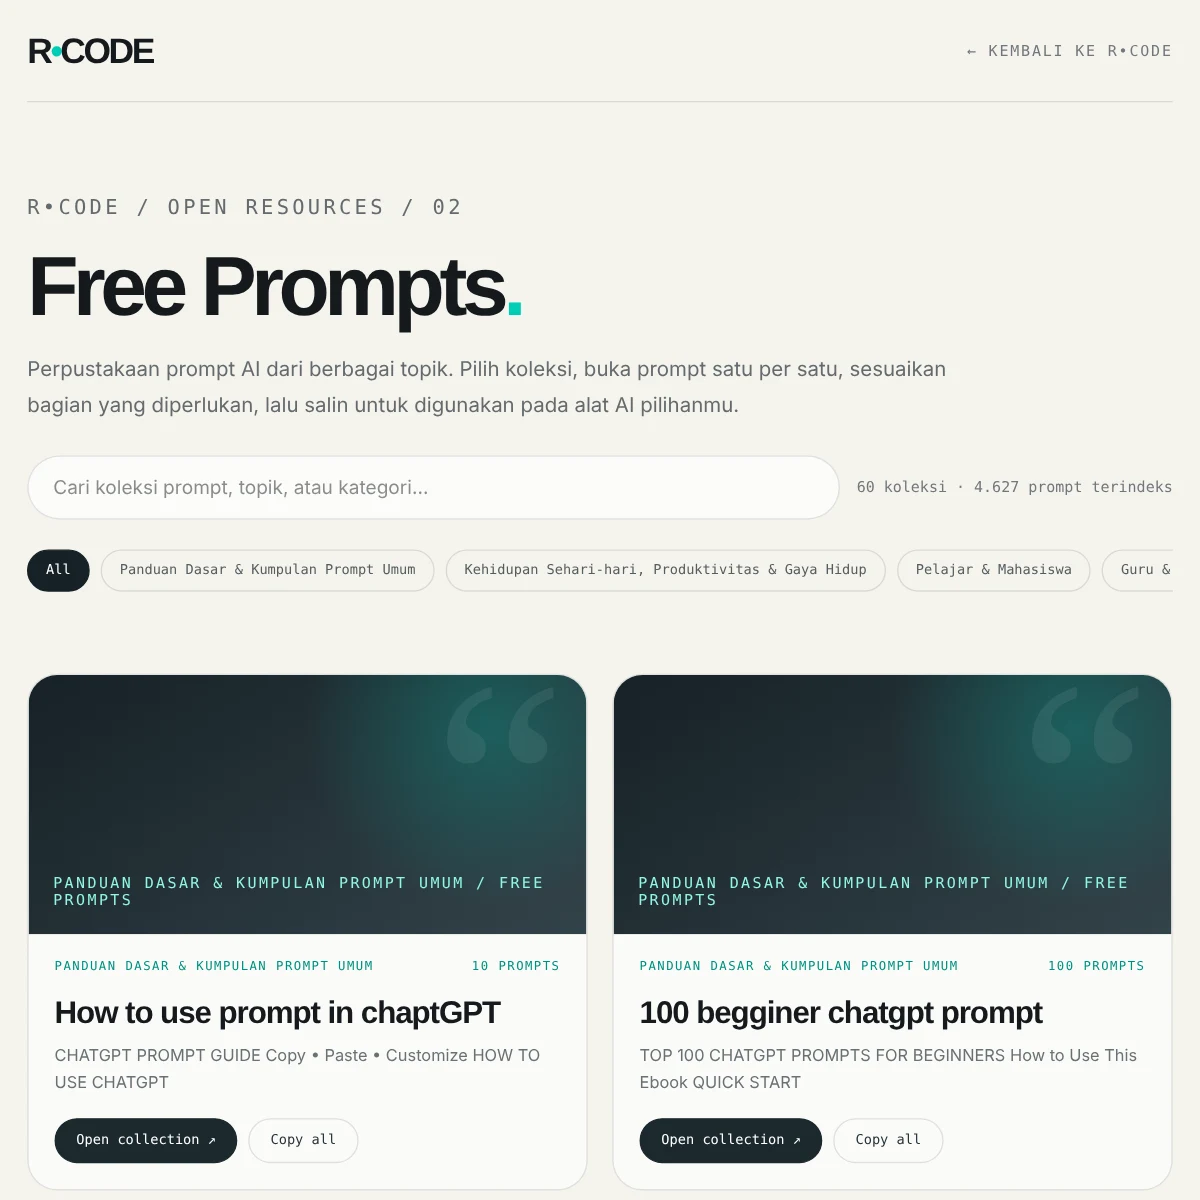 R•CODE
← KEMBALI KE R•CODE
R•CODE / OPEN RESOURCES / 02
Free Prompts.
Perpustakaan prompt AI dari berbagai topik. Pilih koleksi, buka prompt satu per satu, sesuaikan
bagian yang diperlukan, lalu salin untuk digunakan pada alat AI pilihanmu.
Cari koleksi prompt, topik, atau kategori...
60 koleksi · 4.627 prompt terindeks
All
Panduan Dasar & Kumpulan Prompt Umum
Kehidupan Sehari-hari, Produktivitas & Gaya Hidup
Pelajar & Mahasiswa
Guru &
“
PANDUAN DASAR & KUMPULAN PROMPT UMUM / FREE
PROMPTS
PANDUAN DASAR & KUMPULAN PROMPT UMUM
10 PROMPTS
How to use prompt in chaptGPT
CHATGPT PROMPT GUIDE Copy • Paste • Customize HOW TO
USE CHATGPT
Open collection ↗
Copy all
“
PANDUAN DASAR & KUMPULAN PROMPT UMUM / FREE
PROMPTS
PANDUAN DASAR & KUMPULAN PROMPT UMUM
100 PROMPTS
100 begginer chatgpt prompt
TOP 100 CHATGPT PROMPTS FOR BEGINNERS How to Use This
Ebook QUICK START
Open collection ↗
Copy all